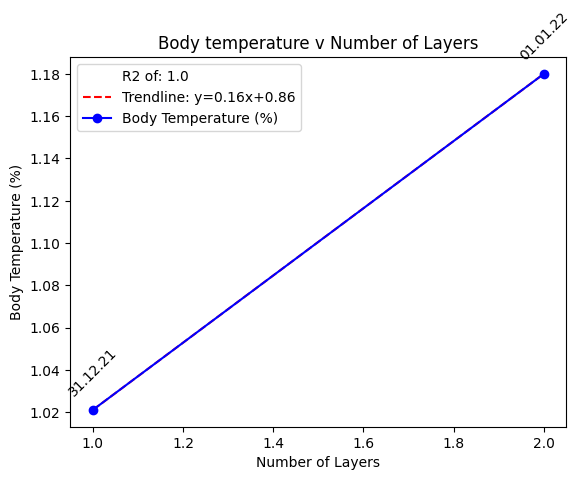 01.01.22
Body temperature v Number of Layers
R2 of: 1.0
Trendline: y=0.16x+0.86
Body Temperature (%)
1.18
1.16
1.14
1.12
1.10
1.08
1.06
1.04
1.02
Body Temperature (%)
31.12.21
1.0 1.2 1.4 1.6 1.8 2.0
Number of Layers